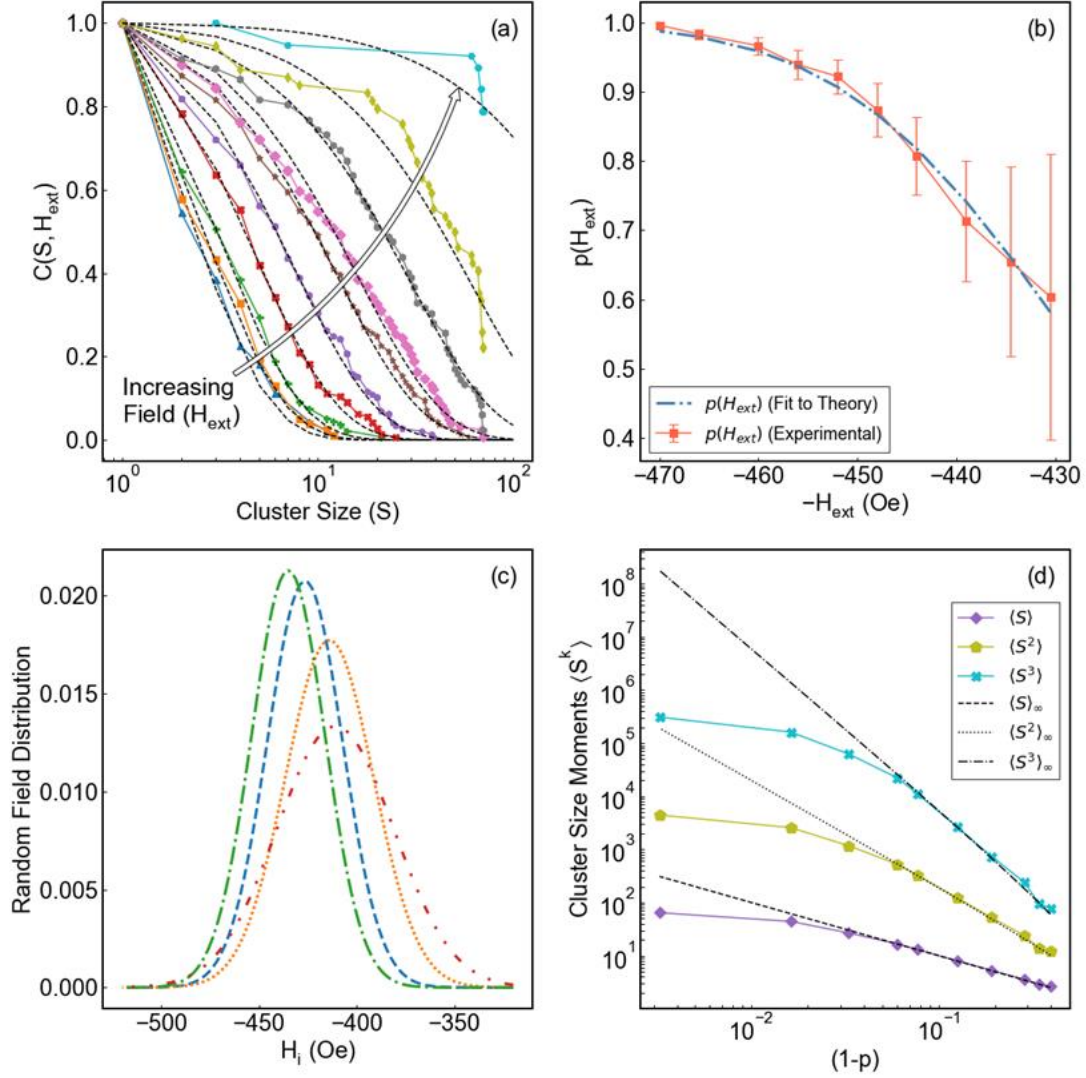 (a)
1.0
0.8
0.6
0.4
0.2
0.0
C(S, H_ext)
Increasing
Field (H_ext)
10^0
10^1
10^2
Cluster Size (S)
(b)
1.0
0.9
0.8
0.7
0.6
0.5
0.4
p(H_ext)
p(H_ext) (Fit to Theory)
p(H_ext) (Experimental)
−470
−460
−450
−440
−430
−H_ext (Oe)
(c)
0.020
0.015
0.010
0.005
0.000
Random Field Distribution
−500
−450
−400
−350
H_i (Oe)
(d)
10^8
10^7
10^6
10^5
10^4
10^3
10^2
10^1
Cluster Size Moments ⟨S^k⟩
⟨S⟩
⟨S^2⟩
⟨S^3⟩
⟨S⟩_∞
⟨S^2⟩_∞
⟨S^3⟩_∞
10^−2
10^−1
(1-p)